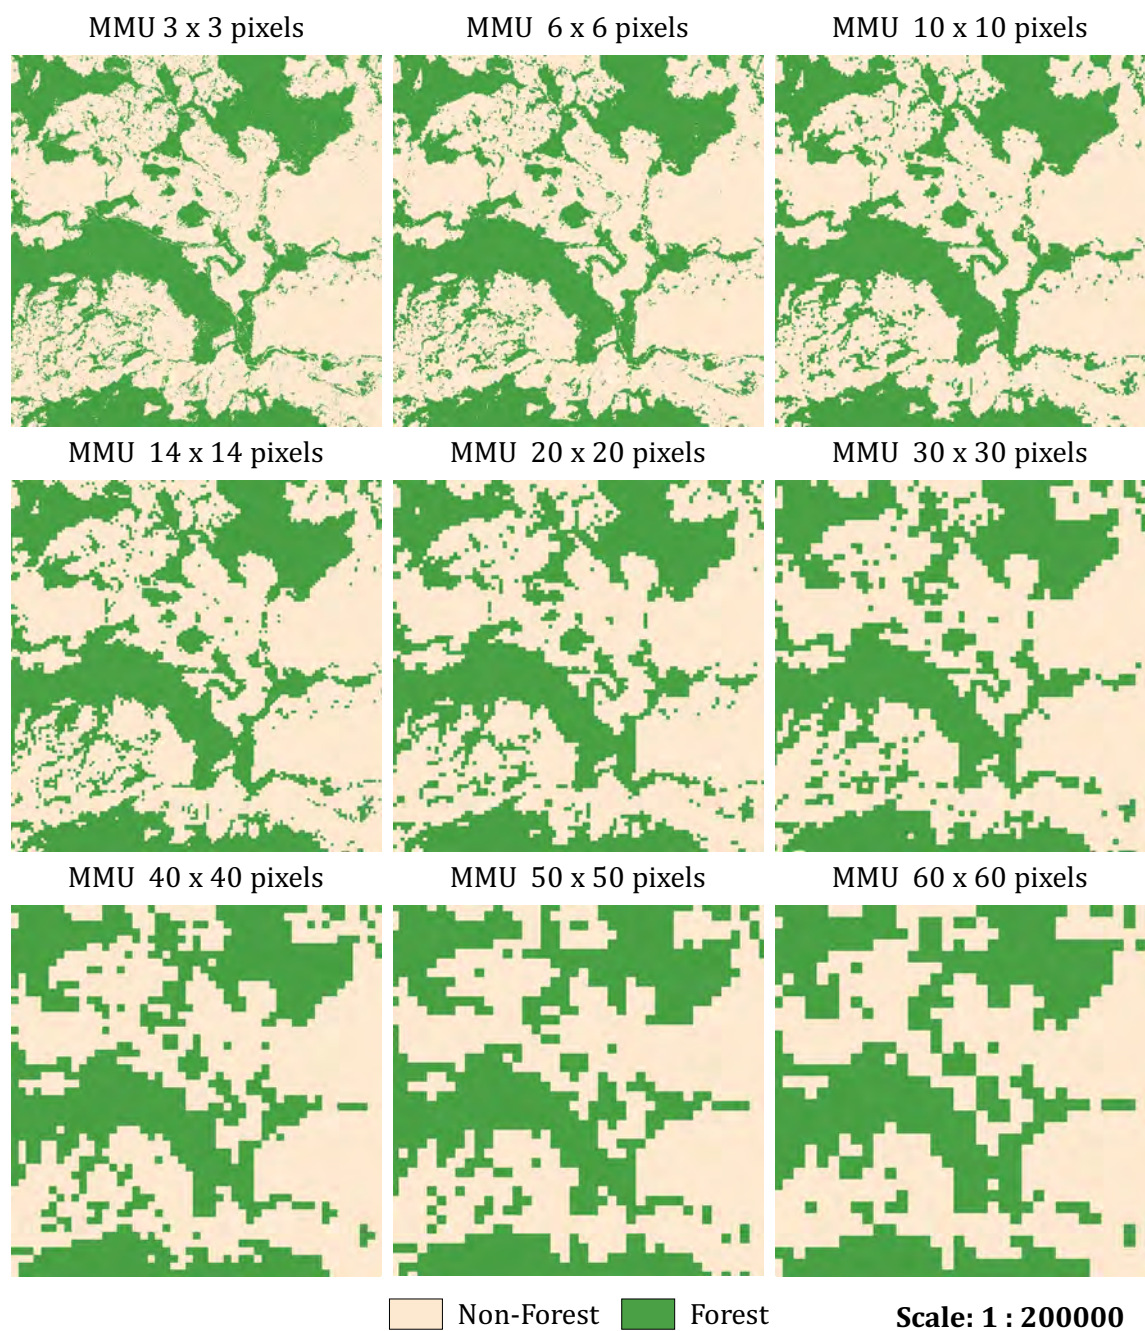 MMU 3 x 3 pixels
MMU 6 x 6 pixels
MMU 10 x 10 pixels
MMU 14 x 14 pixels
MMU 20 x 20 pixels
MMU 30 x 30 pixels
MMU 40 x 40 pixels
MMU 50 x 50 pixels
MMU 60 x 60 pixels
Non-Forest
Forest
Scale: 1 : 200000